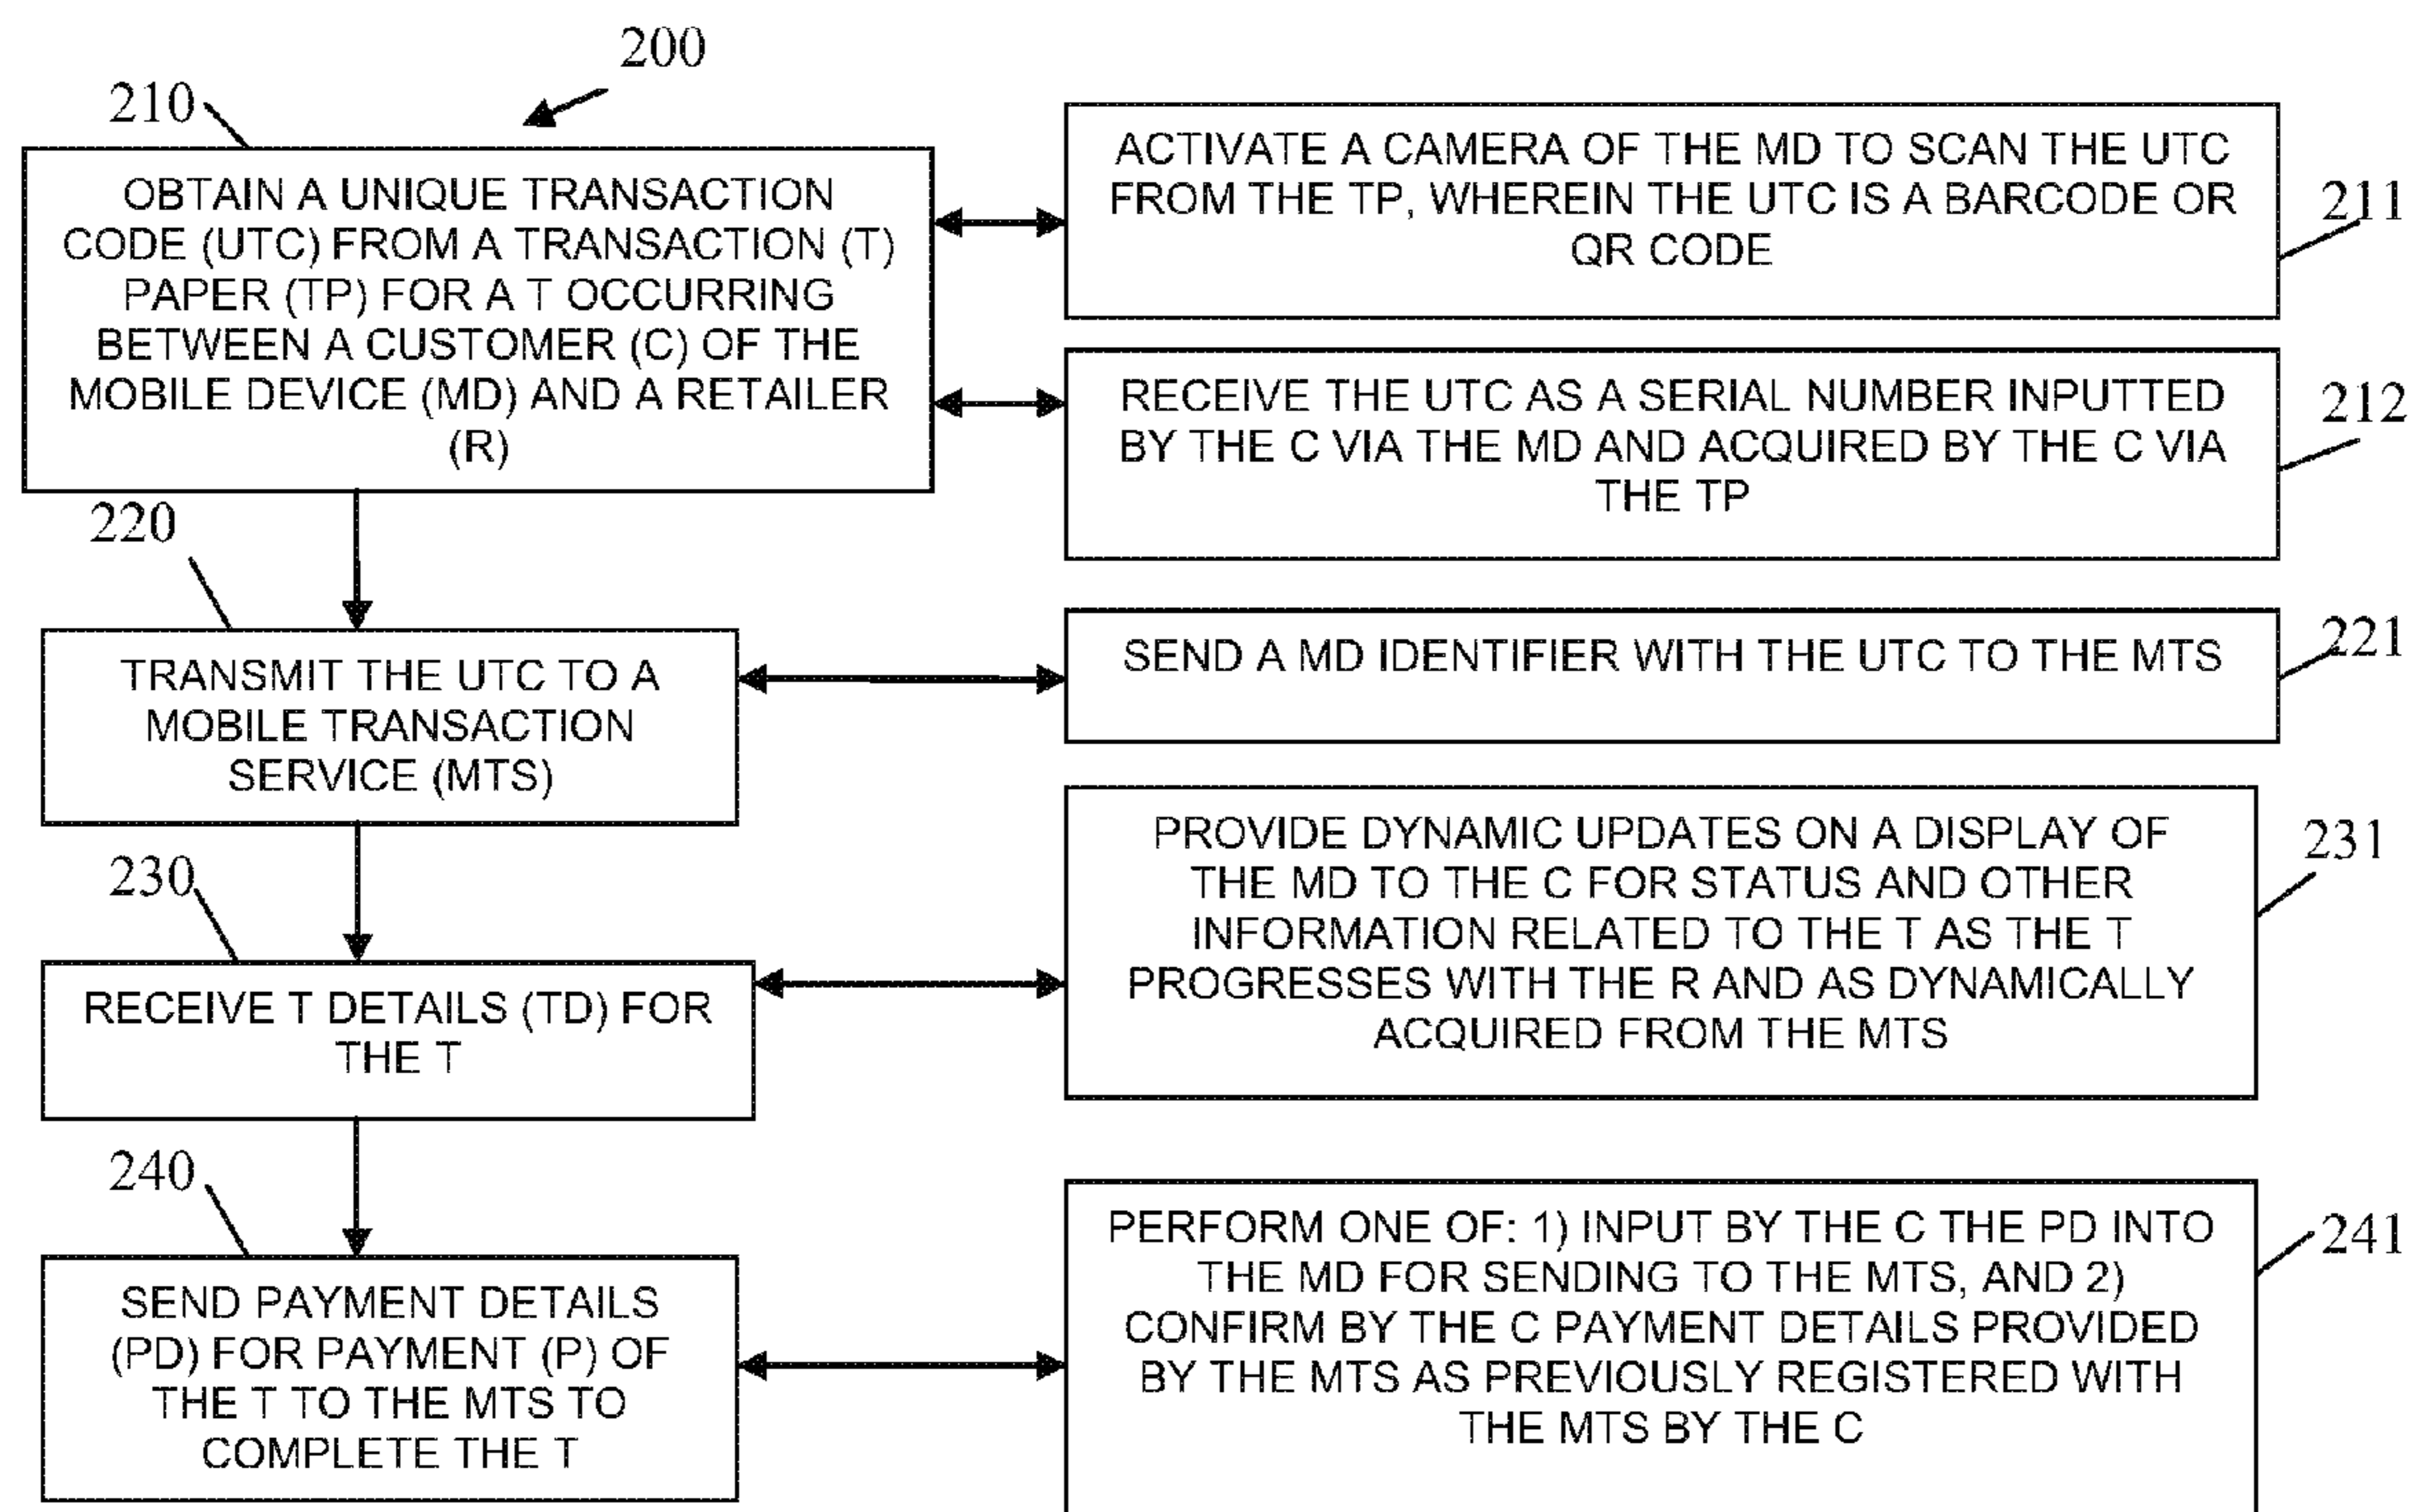 200
210
OBTAIN A UNIQUE TRANSACTION
CODE (UTC) FROM A TRANSACTION (T)
PAPER (TP) FOR A T OCCURRING
BETWEEN A CUSTOMER (C) OF THE
MOBILE DEVICE (MD) AND A RETAILER
(R)
ACTIVATE A CAMERA OF THE MD TO SCAN THE UTC
FROM THE TP, WHEREIN THE UTC IS A BARCODE OR
QR CODE
211
RECEIVE THE UTC AS A SERIAL NUMBER INPUTTED
BY THE C VIA THE MD AND ACQUIRED BY THE C VIA
THE TP
212
220
TRANSMIT THE UTC TO A
MOBILE TRANSACTION
SERVICE (MTS)
SEND A MD IDENTIFIER WITH THE UTC TO THE MTS
221
230
RECEIVE T DETAILS (TD) FOR
THE T
PROVIDE DYNAMIC UPDATES ON A DISPLAY OF
THE MD TO THE C FOR STATUS AND OTHER
INFORMATION RELATED TO THE T AS THE T
PROGRESSES WITH THE R AND AS DYNAMICALLY
ACQUIRED FROM THE MTS
231
240
SEND PAYMENT DETAILS
(PD) FOR PAYMENT (P) OF
THE T TO THE MTS TO
COMPLETE THE T
PERFORM ONE OF: 1) INPUT BY THE C THE PD INTO
THE MD FOR SENDING TO THE MTS, AND 2)
CONFIRM BY THE C PAYMENT DETAILS PROVIDED
BY THE MTS AS PREVIOUSLY REGISTERED WITH
THE MTS BY THE C
241